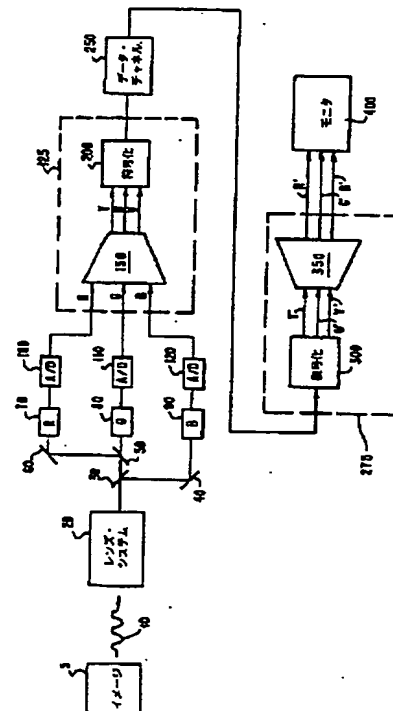 イメージ
5
10
レンズ・
システム
20
30
40
50
60
R
70
G
80
B
90
A/D
100
A/D
110
A/D
120
R
G
B
125
150
Y
符号化
200
データ・
チャネル
250
275
復号化
300
Y'
U'
V'
350
R'
G'
B'
モニタ
400